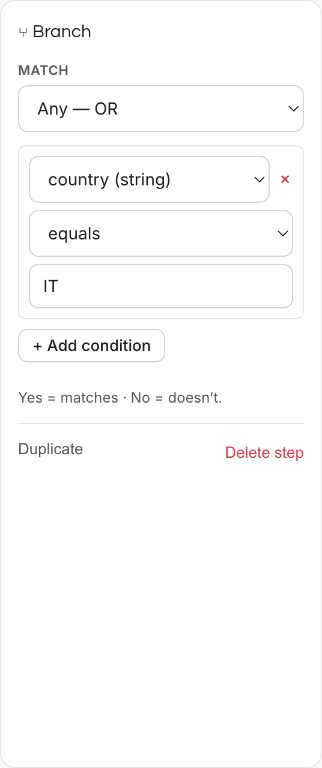 Branch
MATCH
Any — OR
country (string)
×
equals
IT
+ Add condition
Yes = matches · No = doesn’t.
Duplicate
Delete step